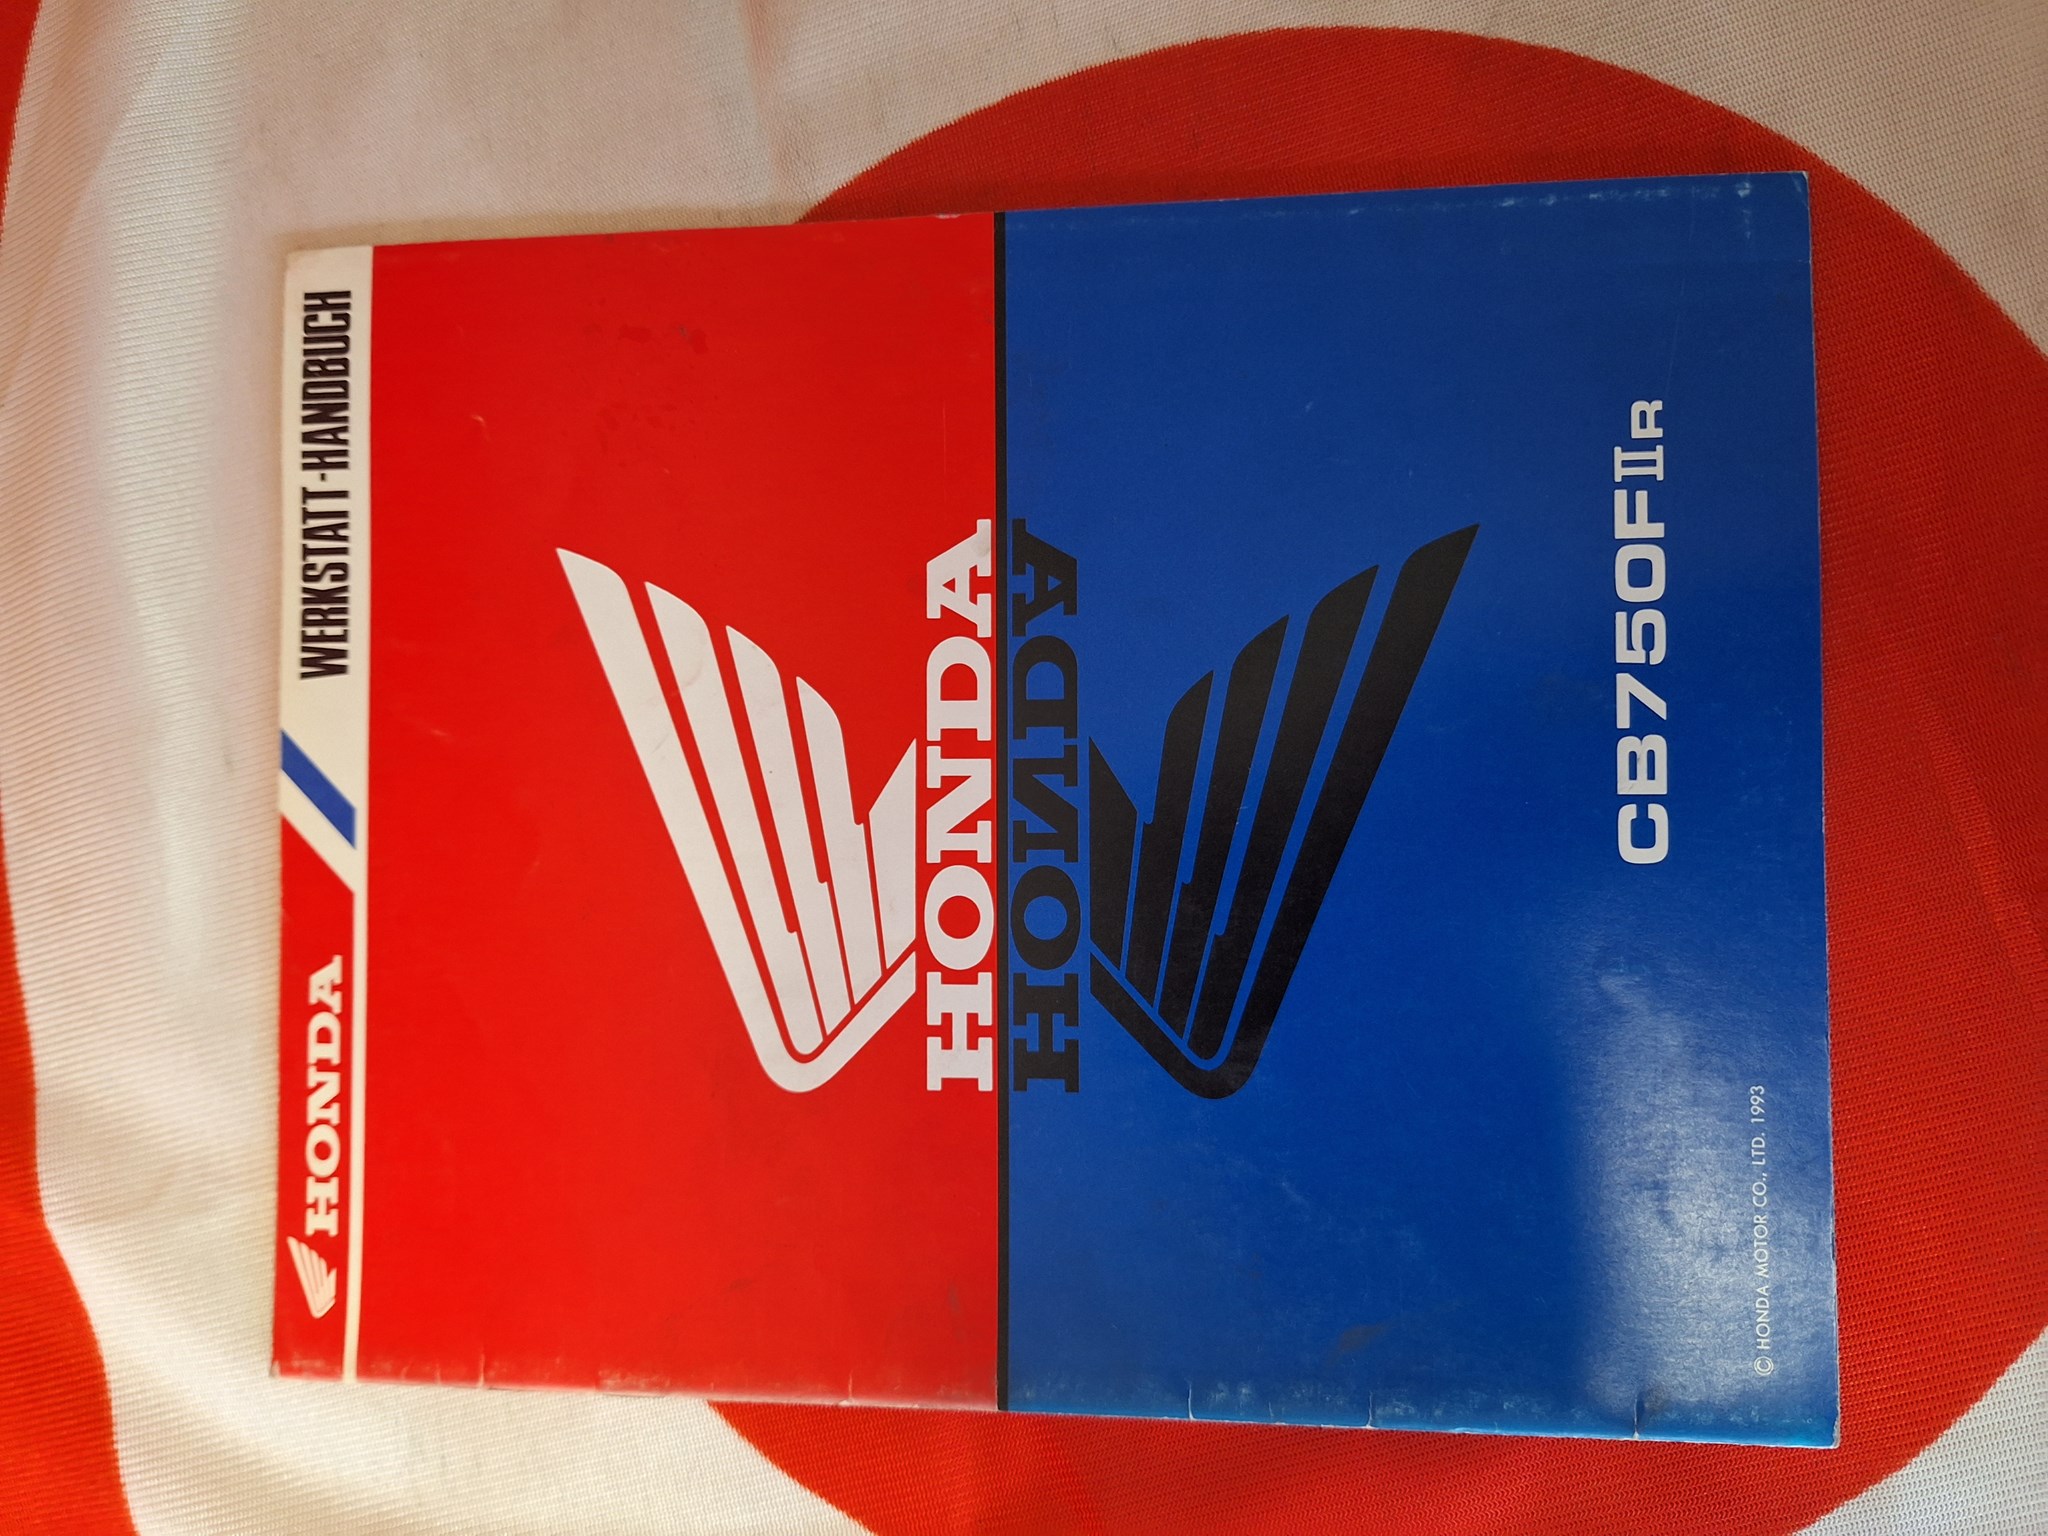 HONDA WERKSTATT-HANDBUCH
HONDA
HONDA
CB750FⅡR
© HONDA MOTOR CO., LTD. 1993